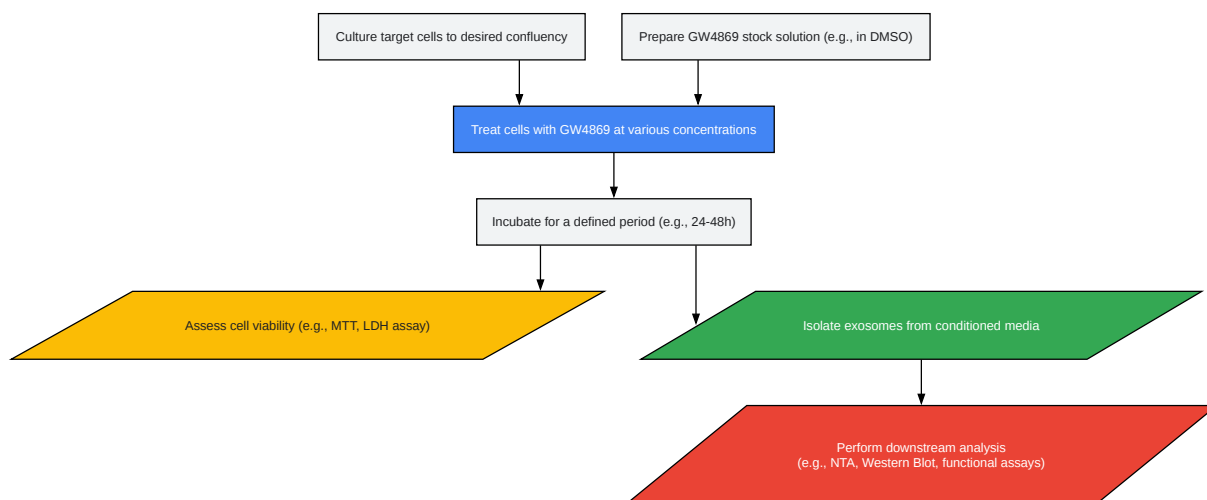 Culture target cells to desired confluency
Prepare GW4869 stock solution (e.g., in DMSO)
Treat cells with GW4869 at various concentrations
Incubate for a defined period (e.g., 24-48h)
Assess cell viability (e.g., MTT, LDH assay)
Isolate exosomes from conditioned media
Perform downstream analysis
(e.g., NTA, Western Blot, functional assays)